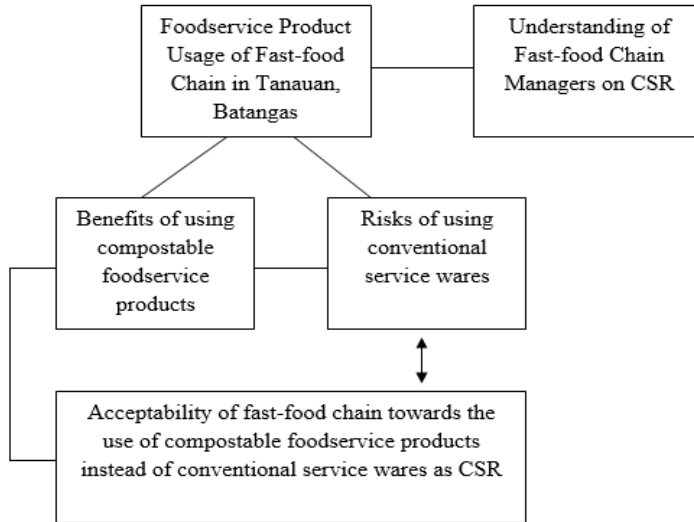 Foodservice Product
Usage of Fast-food
Chain in Tanauan,
Batangas
Understanding of
Fast-food Chain
Managers on CSR
Benefits of using
compostable
foodservice
products
Risks of using
conventional
service wares
Acceptability of fast-food chain towards the
use of compostable foodservice products
instead of conventional service wares as CSR